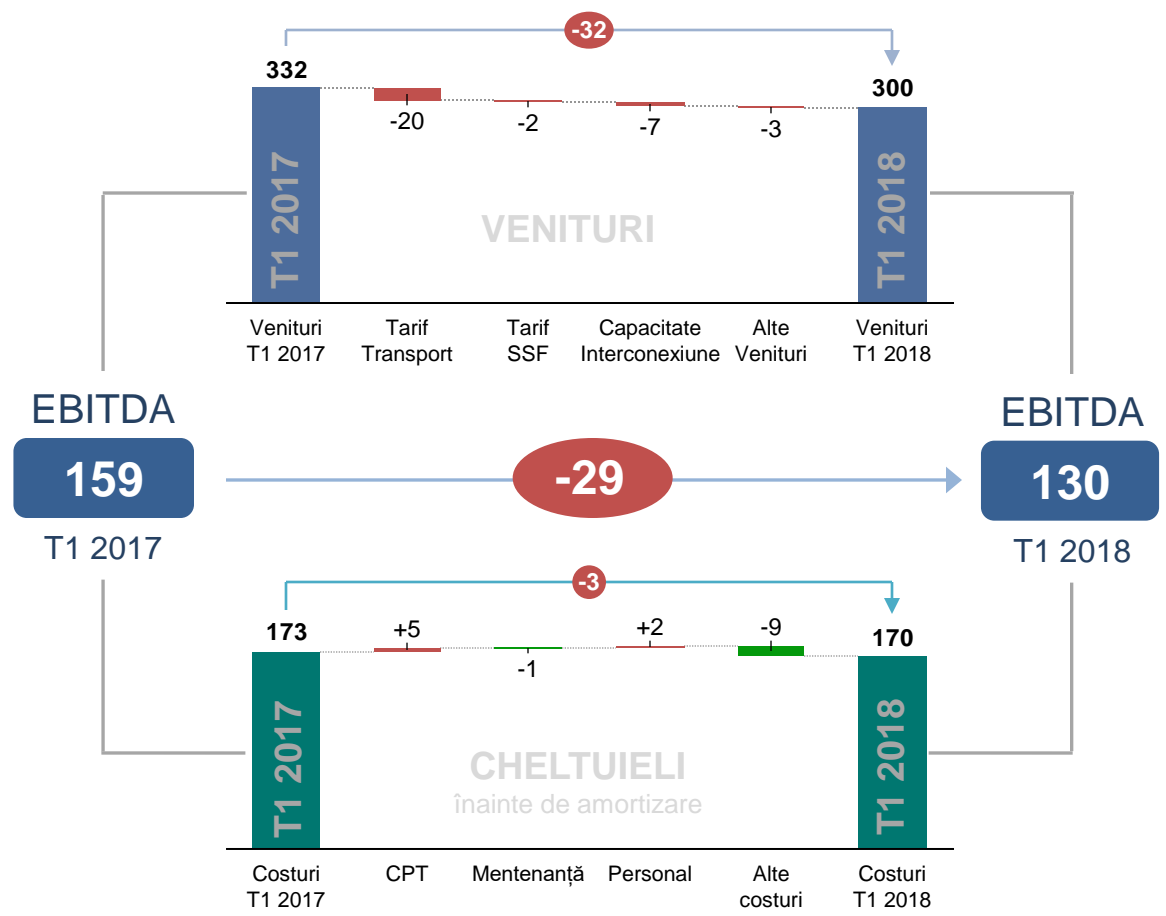 -32
332
300
-20
-2
-7
-3
T1 2017
T1 2018
VENITURI
Venituri
T1 2017
Tarif
Transport
Tarif
SSF
Capacitate
Interconexiune
Alte
Venituri
Venituri
T1 2018
EBITDA
159
T1 2017
-29
EBITDA
130
T1 2018
-3
173
+5
-1
+2
-9
170
T1 2017
T1 2018
CHELTUIELI
înainte de amortizare
Costuri
T1 2017
CPT
Mentenanță
Personal
Alte
costuri
Costuri
T1 2018